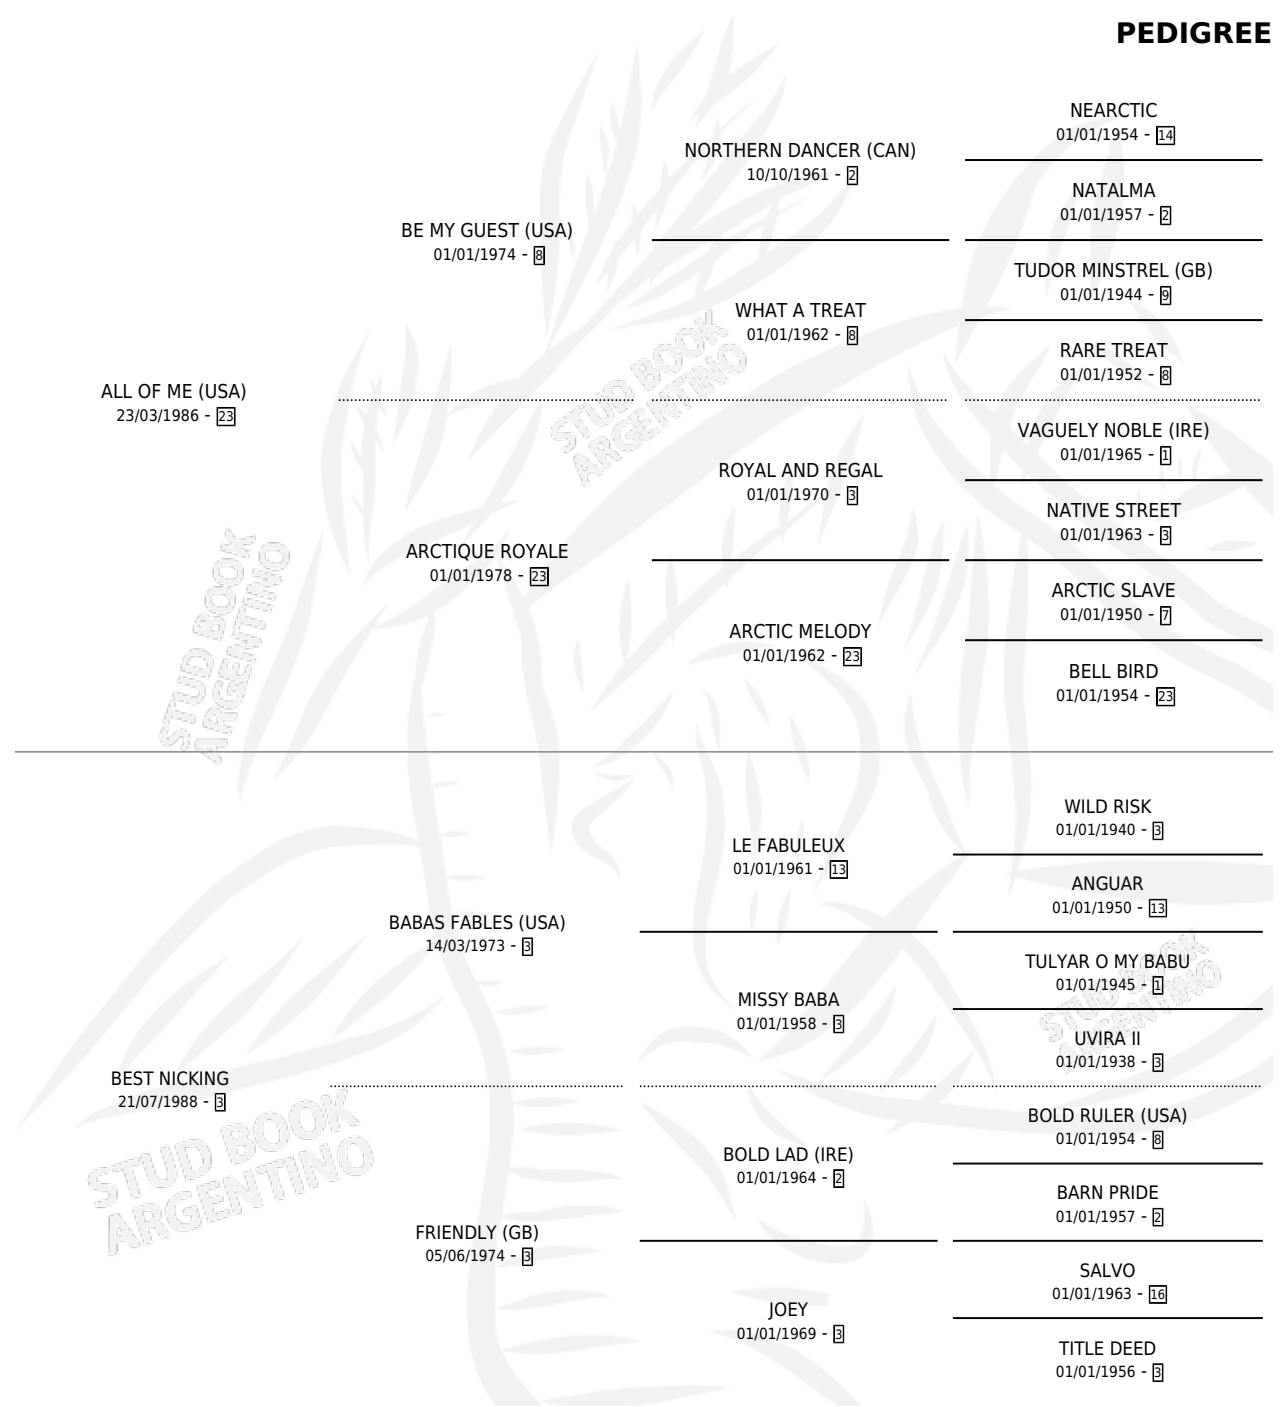 PEDIGREE
ALL OF ME (USA)
23/03/1986 - 23
BE MY GUEST (USA)
01/01/1974 - 8
NORTHERN DANCER (CAN)
10/10/1961 - 2
NEARCTIC
01/01/1954 - 14
NATALMA
01/01/1957 - 2
WHAT A TREAT
01/01/1962 - 8
TUDOR MINSTREL (GB)
01/01/1944 - 9
RARE TREAT
01/01/1952 - 8
ARCTIQUE ROYALE
01/01/1978 - 23
ROYAL AND REGAL
01/01/1970 - 3
VAGUELY NOBLE (IRE)
01/01/1965 - 1
NATIVE STREET
01/01/1963 - 3
ARCTIC MELODY
01/01/1962 - 23
ARCTIC SLAVE
01/01/1950 - 7
BELL BIRD
01/01/1954 - 23
BEST NICKING
21/07/1988 - 3
BABAS FABLES (USA)
14/03/1973 - 3
LE FABULEUX
01/01/1961 - 13
WILD RISK
01/01/1940 - 3
ANGUAR
01/01/1950 - 13
MISSY BABA
01/01/1958 - 3
TULYAR O MY BABU
01/01/1945 - 1
UVIRA II
01/01/1938 - 3
FRIENDLY (GB)
05/06/1974 - 3
BOLD LAD (IRE)
01/01/1964 - 2
BOLD RULER (USA)
01/01/1954 - 8
BARN PRIDE
01/01/1957 - 2
JOEY
01/01/1969 - 3
SALVO
01/01/1963 - 16
TITLE DEED
01/01/1956 - 3
STUD BOOK
ARGENTINO
STUD BOOK
ARGENTINO
STUD BOOK
ARGENTINO
STUD BOOK
ARGENTINO